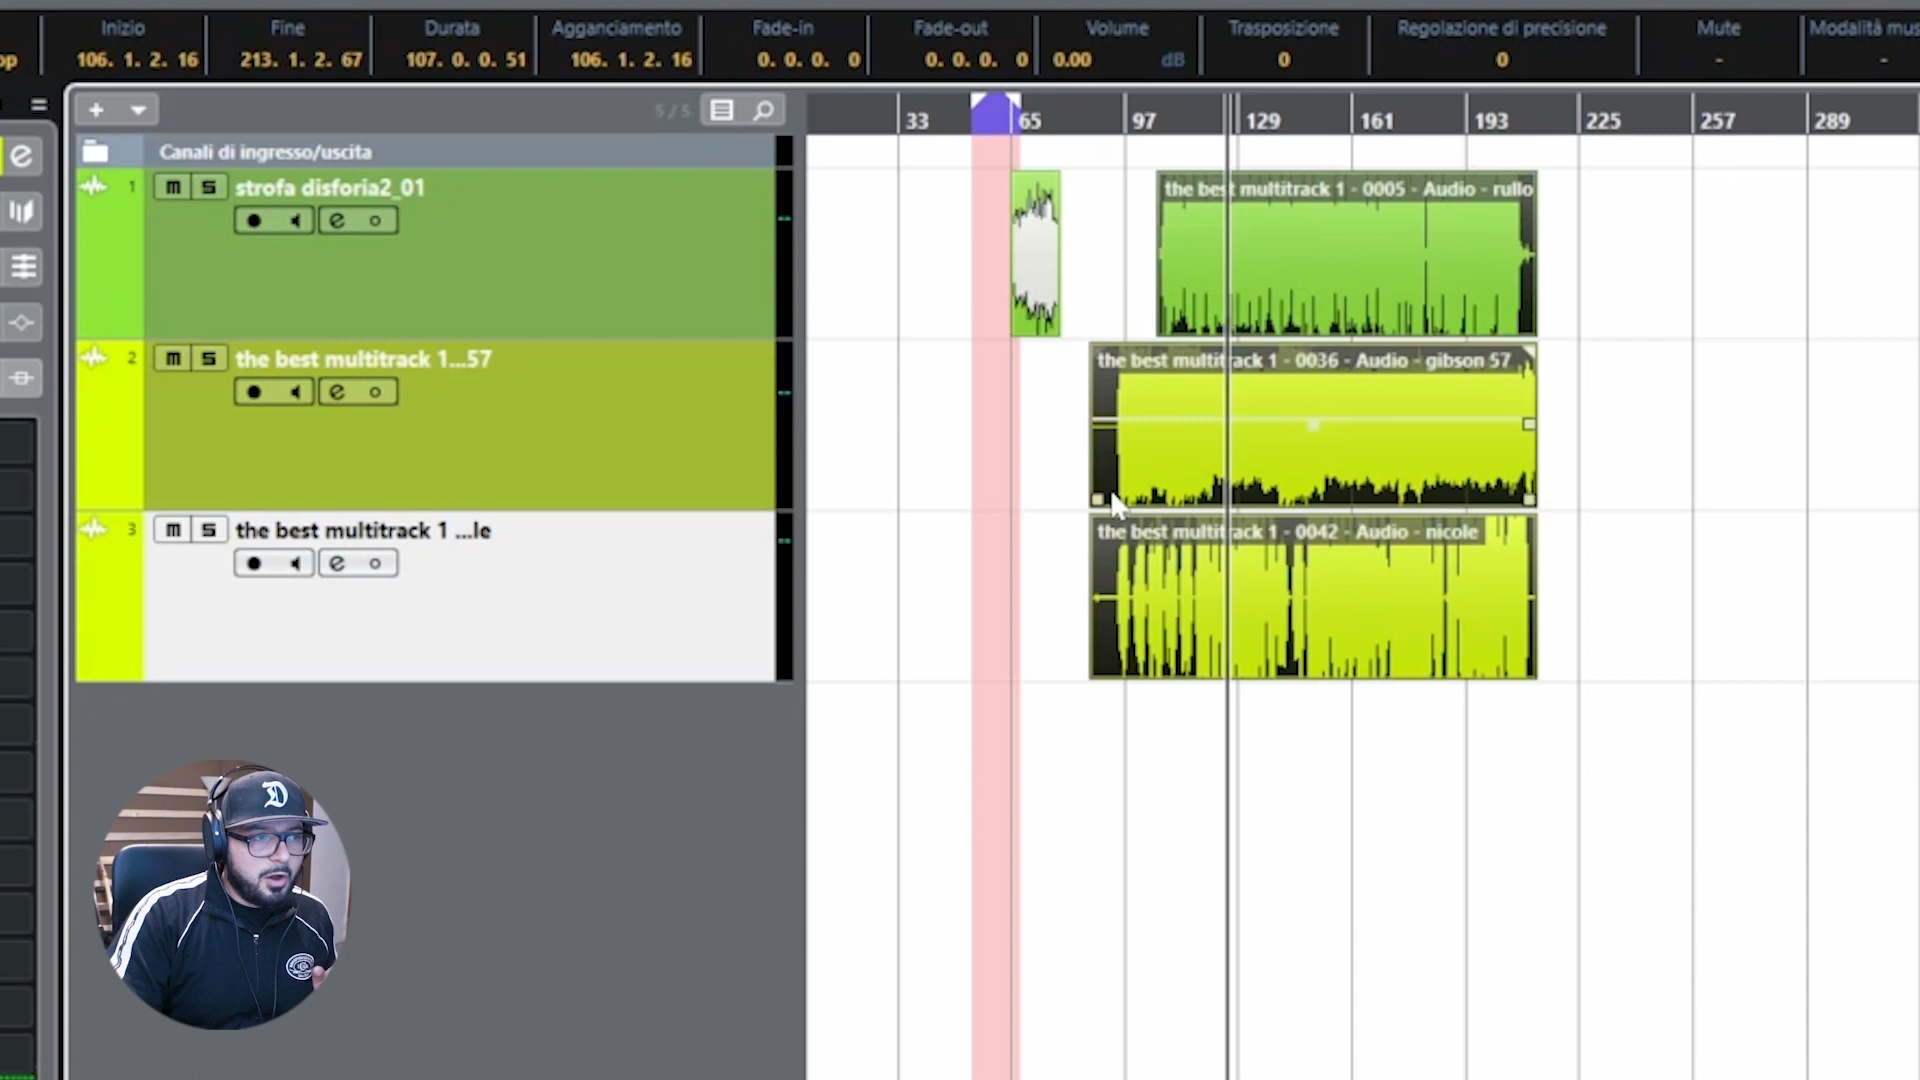 Inizio Fine Durata Agganciamento Fade-in Fade-out Volume Trasposizione Regolazione di precisione Mute Modalità mus
op 106. 1. 2. 16 213. 1. 2. 67 107. 0. 0. 51 106. 1. 2. 16 0. 0. 0. 0 0. 0. 0. 0 0.00 dB 0 0 - -
+ 5 / 5
33 65 97 129 161 193 225 257 289
Canali di ingresso/uscita
1 m S strofa disforia2_01
the best multitrack 1 - 0005 - Audio - rullo
e
2 m S the best multitrack 1...57
the best multitrack 1 - 0036 - Audio - gibson 57
e
3 m S the best multitrack 1 ...le
the best multitrack 1 - 0042 - Audio - nicole
e
e
D